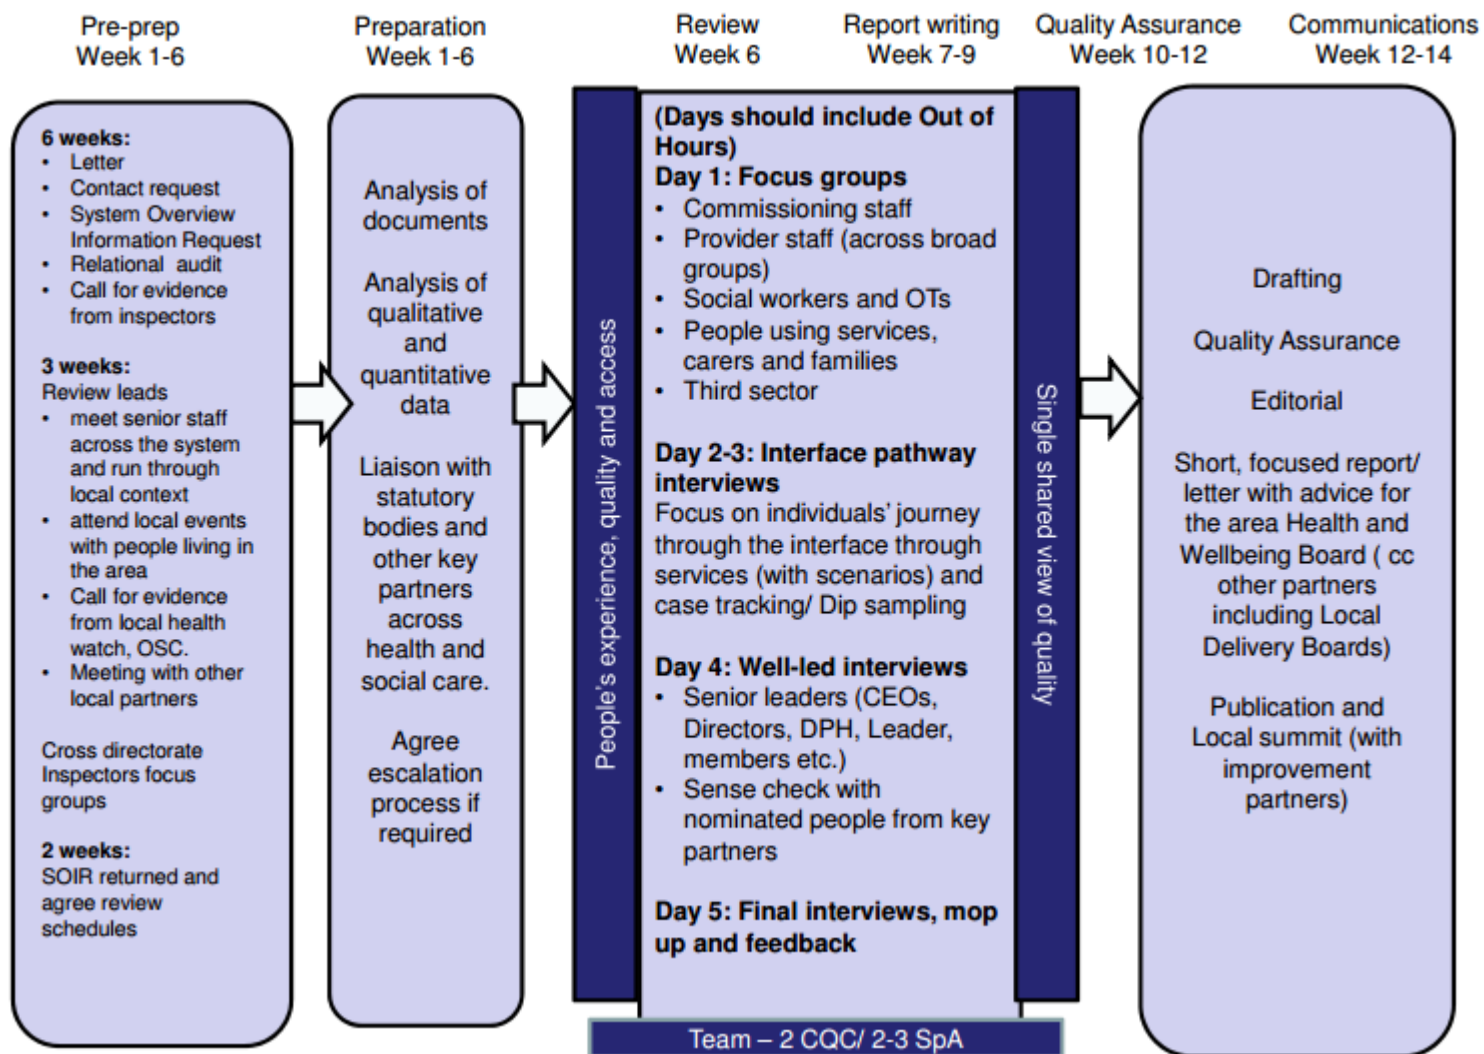 Pre-prep
Week 1-6
Preparation
Week 1-6
Review
Week 6
Report writing
Week 7-9
Quality Assurance
Week 10-12
Communications
Week 12-14
6 weeks:
• Letter
• Contact request
• System Overview
Information Request
• Relational audit
• Call for evidence
from inspectors
3 weeks:
Review leads
• meet senior staff
across the system
and run through
local context
• attend local events
with people living in
the area
• Call for evidence
from local health
watch, OSC.
• Meeting with other
local partners
Cross directorate
Inspectors focus
groups
2 weeks:
SOIR returned and
agree review
schedules
Analysis of
documents
Analysis of
qualitative
and
quantitative
data
Liaison with
statutory
bodies and
other key
partners
across
health and
social care.
Agree
escalation
process if
required
People's experience, quality and access
(Days should include Out of
Hours)
Day 1: Focus groups
• Commissioning staff
• Provider staff (across broad
groups)
• Social workers and OTs
• People using services,
carers and families
• Third sector
Day 2-3: Interface pathway
interviews
Focus on individuals' journey
through the interface through
services (with scenarios) and
case tracking/ Dip sampling
Day 4: Well-led interviews
• Senior leaders (CEOs,
Directors, DPH, Leader,
members etc.)
• Sense check with
nominated people from key
partners
Day 5: Final interviews, mop
up and feedback
Single shared view of quality
Team – 2 CQC/ 2-3 SpA
Drafting
Quality Assurance
Editorial
Short, focused report/
letter with advice for
the area Health and
Wellbeing Board ( cc
other partners
including Local
Delivery Boards)
Publication and
Local summit (with
improvement
partners)